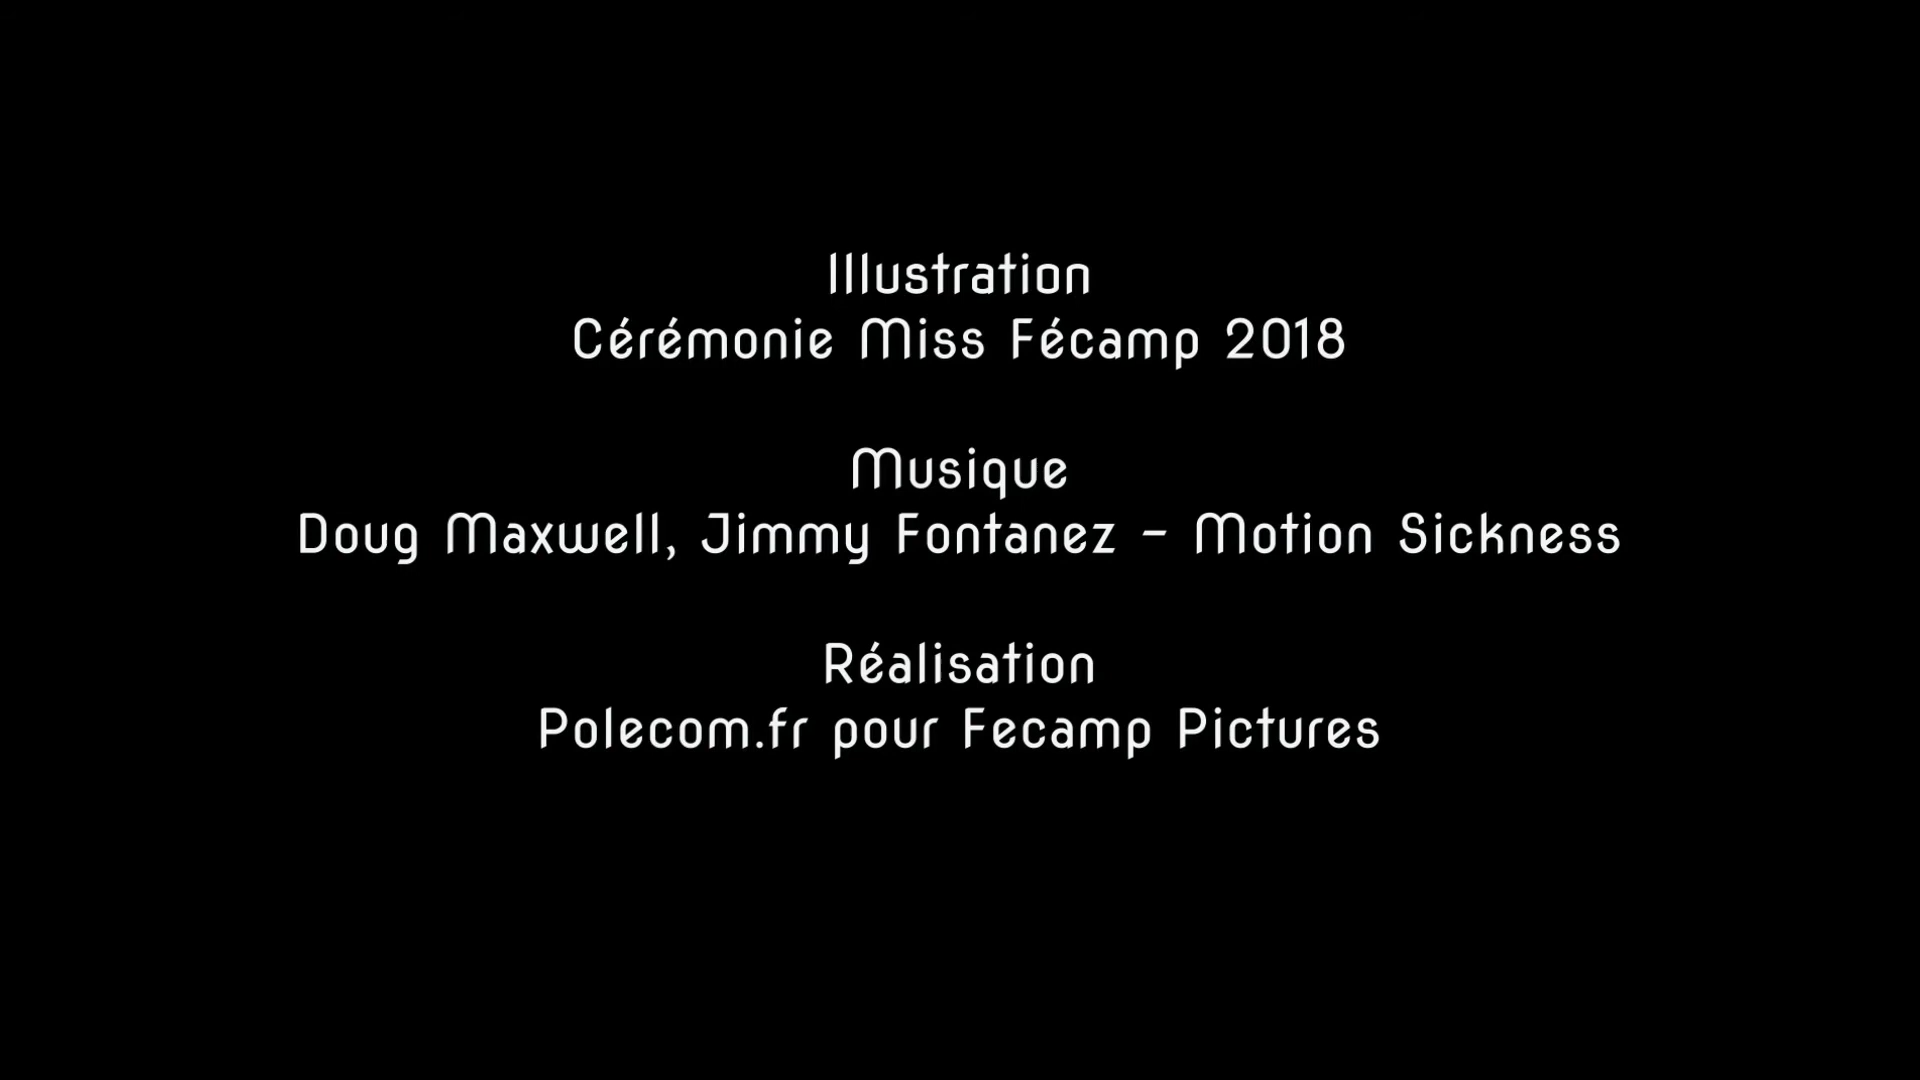 Illustration
Cérémonie Miss Fécamp 2018
Musique
Doug Maxwell, Jimmy Fontanez - Motion Sickness
Réalisation
Polecom.fr pour Fecamp Pictures